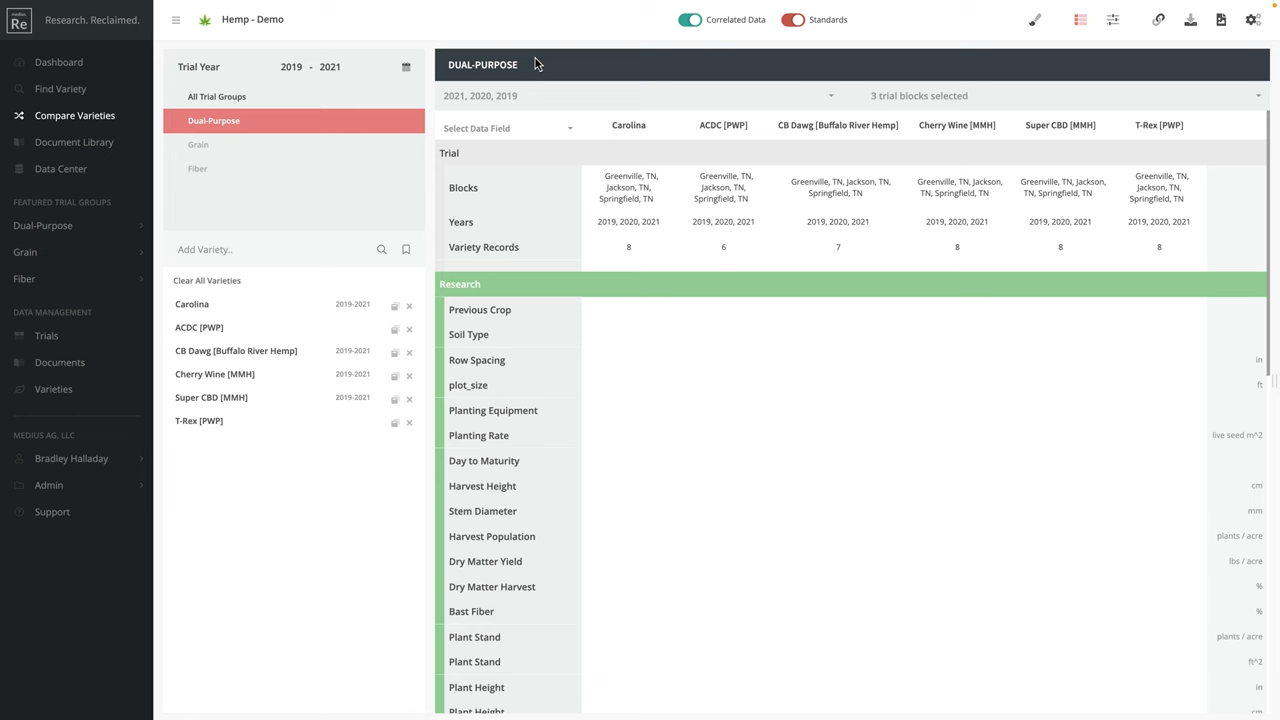 medius.
Re
Research. Reclaimed.
Hemp - Demo
Correlated Data
Standards
Dashboard
Find Variety
Compare Varieties
Document Library
Data Center
FEATURED TRIAL GROUPS
Dual-Purpose
Grain
Fiber
DATA MANAGEMENT
Trials
Documents
Varieties
MEDIUS AG, LLC
Bradley Halladay
Admin
Support
Trial Year
2019 - 2021
All Trial Groups
Dual-Purpose
Grain
Fiber
Add Variety..
Clear All Varieties
Carolina 2019-2021
ACDC [PWP]
CB Dawg [Buffalo River Hemp] 2019-2021
Cherry Wine [MMH] 2019-2021
Super CBD [MMH] 2019-2021
T-Rex [PWP]
DUAL-PURPOSE
2021, 2020, 2019 3 trial blocks selected
Select Data Field Carolina ACDC [PWP] CB Dawg [Buffalo River Hemp] Cherry Wine [MMH] Super CBD [MMH] T-Rex [PWP]
Trial
Blocks
Greenville, TN, Jackson, TN, Springfield, TN
Greenville, TN, Jackson, TN, Springfield, TN
Greenville, TN, Jackson, TN, Springfield, TN
Greenville, TN, Jackson, TN, Springfield, TN
Greenville, TN, Jackson, TN, Springfield, TN
Greenville, TN, Jackson, TN, Springfield, TN
Years 2019, 2020, 2021 2019, 2020, 2021 2019, 2020, 2021 2019, 2020, 2021 2019, 2020, 2021 2019, 2020, 2021
Variety Records 8 6 7 8 8 8
Research
Previous Crop
Soil Type
Row Spacing in
plot_size ft
Planting Equipment
Planting Rate live seed m^2
Day to Maturity
Harvest Height cm
Stem Diameter mm
Harvest Population plants / acre
Dry Matter Yield lbs / acre
Dry Matter Harvest %
Bast Fiber %
Plant Stand plants / acre
Plant Stand ft^2
Plant Height in
Plant Height cm